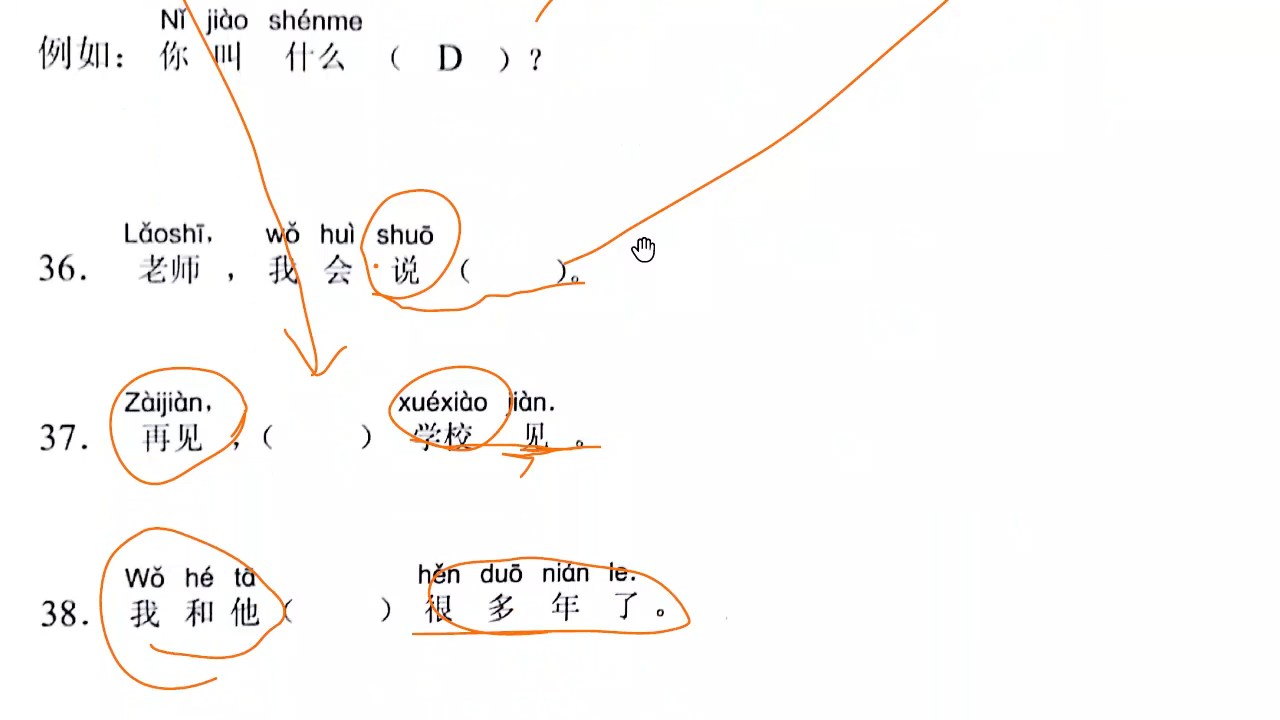 Nǐ jiào shénme
例如： 你 叫 什么 （ D ）？
Lǎoshī, wǒ huì shuō
36. 老师 ， 我 会 说 （ ）。
Zàijiàn, xuéxiào jiàn.
37. 再见 ，（ ） 学校 见 。
Wǒ hé tā hěn duō nián le.
38. 我 和 他（ ） 很 多 年 了 。